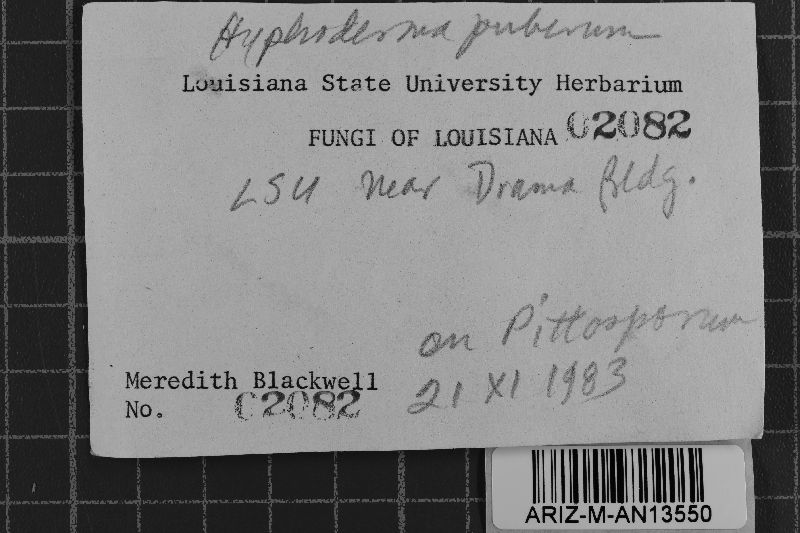 Hyphoderma puberum
Louisiana State University Herbarium
FUNGI OF LOUISIANA 02082
LSU near Drama Bldg.
on Pittosporum
Meredith Blackwell
21 XI 1983
No. 02082
ARIZ-M-AN13550